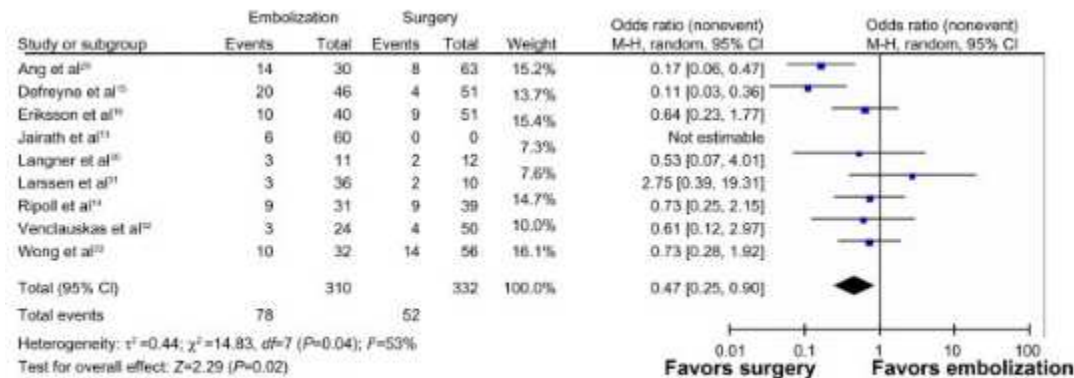 Embolization Surgery Odds ratio (nonevent) Odds ratio (nonevent)
Study or subgroup Events Total Events Total Weight M-H, random, 95% CI M-H, random, 95% CI
Ang et al 14 30 8 63 15.2% 0.17 [0.06, 0.47]
Defreyne et al 20 46 4 51 13.7% 0.11 [0.03, 0.36]
Eriksson et al 10 40 9 51 15.4% 0.64 [0.23, 1.77]
Jairath et al 6 60 0 0 Not estimable
Langner et al 3 11 2 12 7.3% 0.53 [0.07, 4.01]
Larssen et al 3 36 2 10 7.6% 2.75 [0.39, 19.31]
Ripoll et al 9 31 9 39 14.7% 0.73 [0.25, 2.15]
Venclauskas et al 3 24 4 50 10.0% 0.61 [0.12, 2.97]
Wong et al 10 32 14 56 16.1% 0.73 [0.28, 1.92]
Total (95% CI) 310 332 100.0% 0.47 [0.25, 0.90]
Total events 78 52
Heterogeneity: τ²=0.44; χ²=14.83, df=7 (P=0.04); I²=53%
Test for overall effect: Z=2.29 (P=0.02)
0.01 0.1 1 10 100
Favors surgery Favors embolization